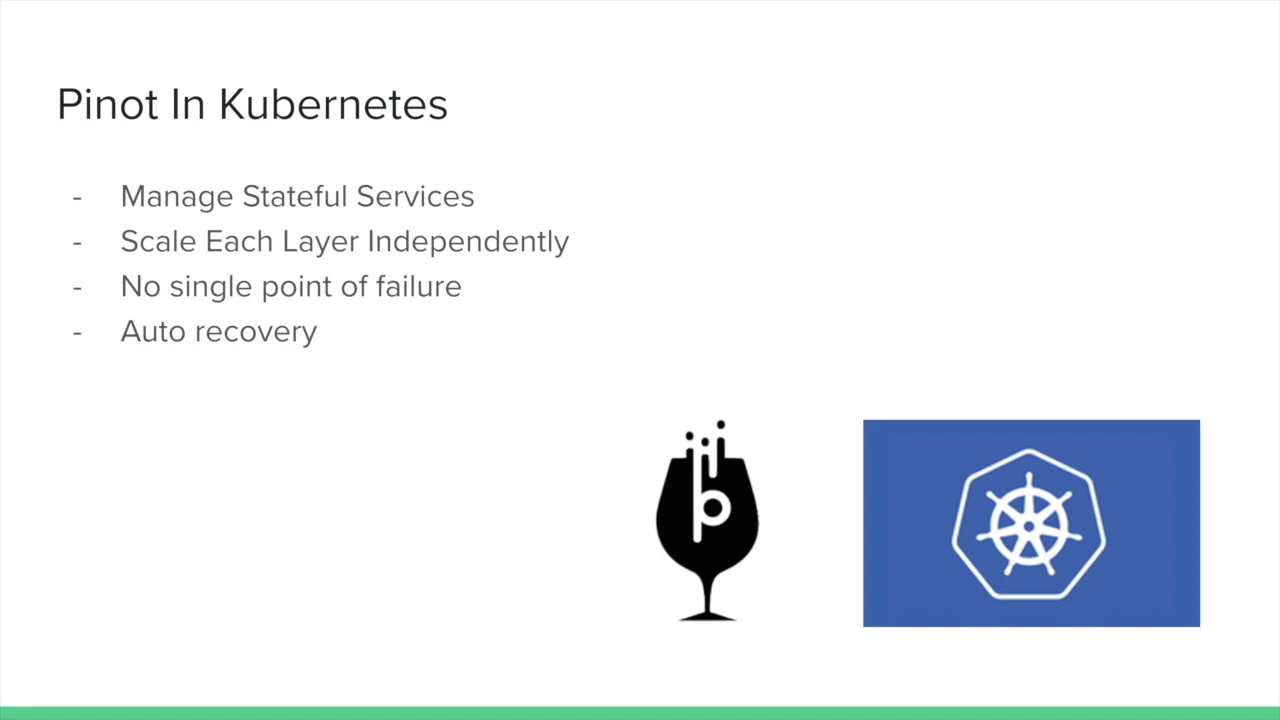 Pinot In Kubernetes
- Manage Stateful Services
- Scale Each Layer Independently
- No single point of failure
- Auto recovery